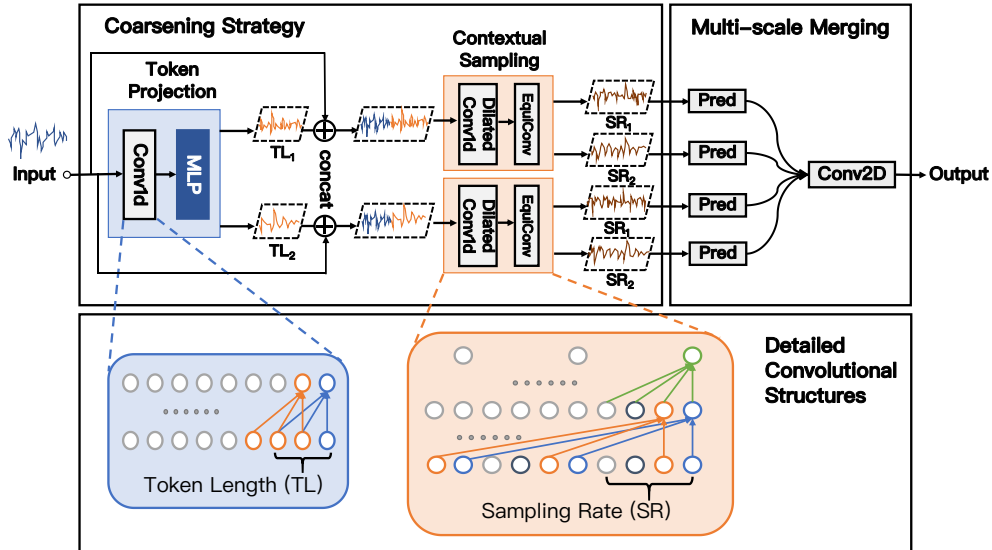 Coarsening Strategy
Multi-scale Merging
Token
Projection
Contextual
Sampling
Input
Conv1d
MLP
TL1
TL2
concat
Dilated
Conv1d
EquiConv
Dilated
Conv1d
EquiConv
SR1
SR2
SR1
SR2
Pred
Pred
Pred
Pred
Conv2D
Output
Detailed
Convolutional
Structures
Token Length (TL)
Sampling Rate (SR)